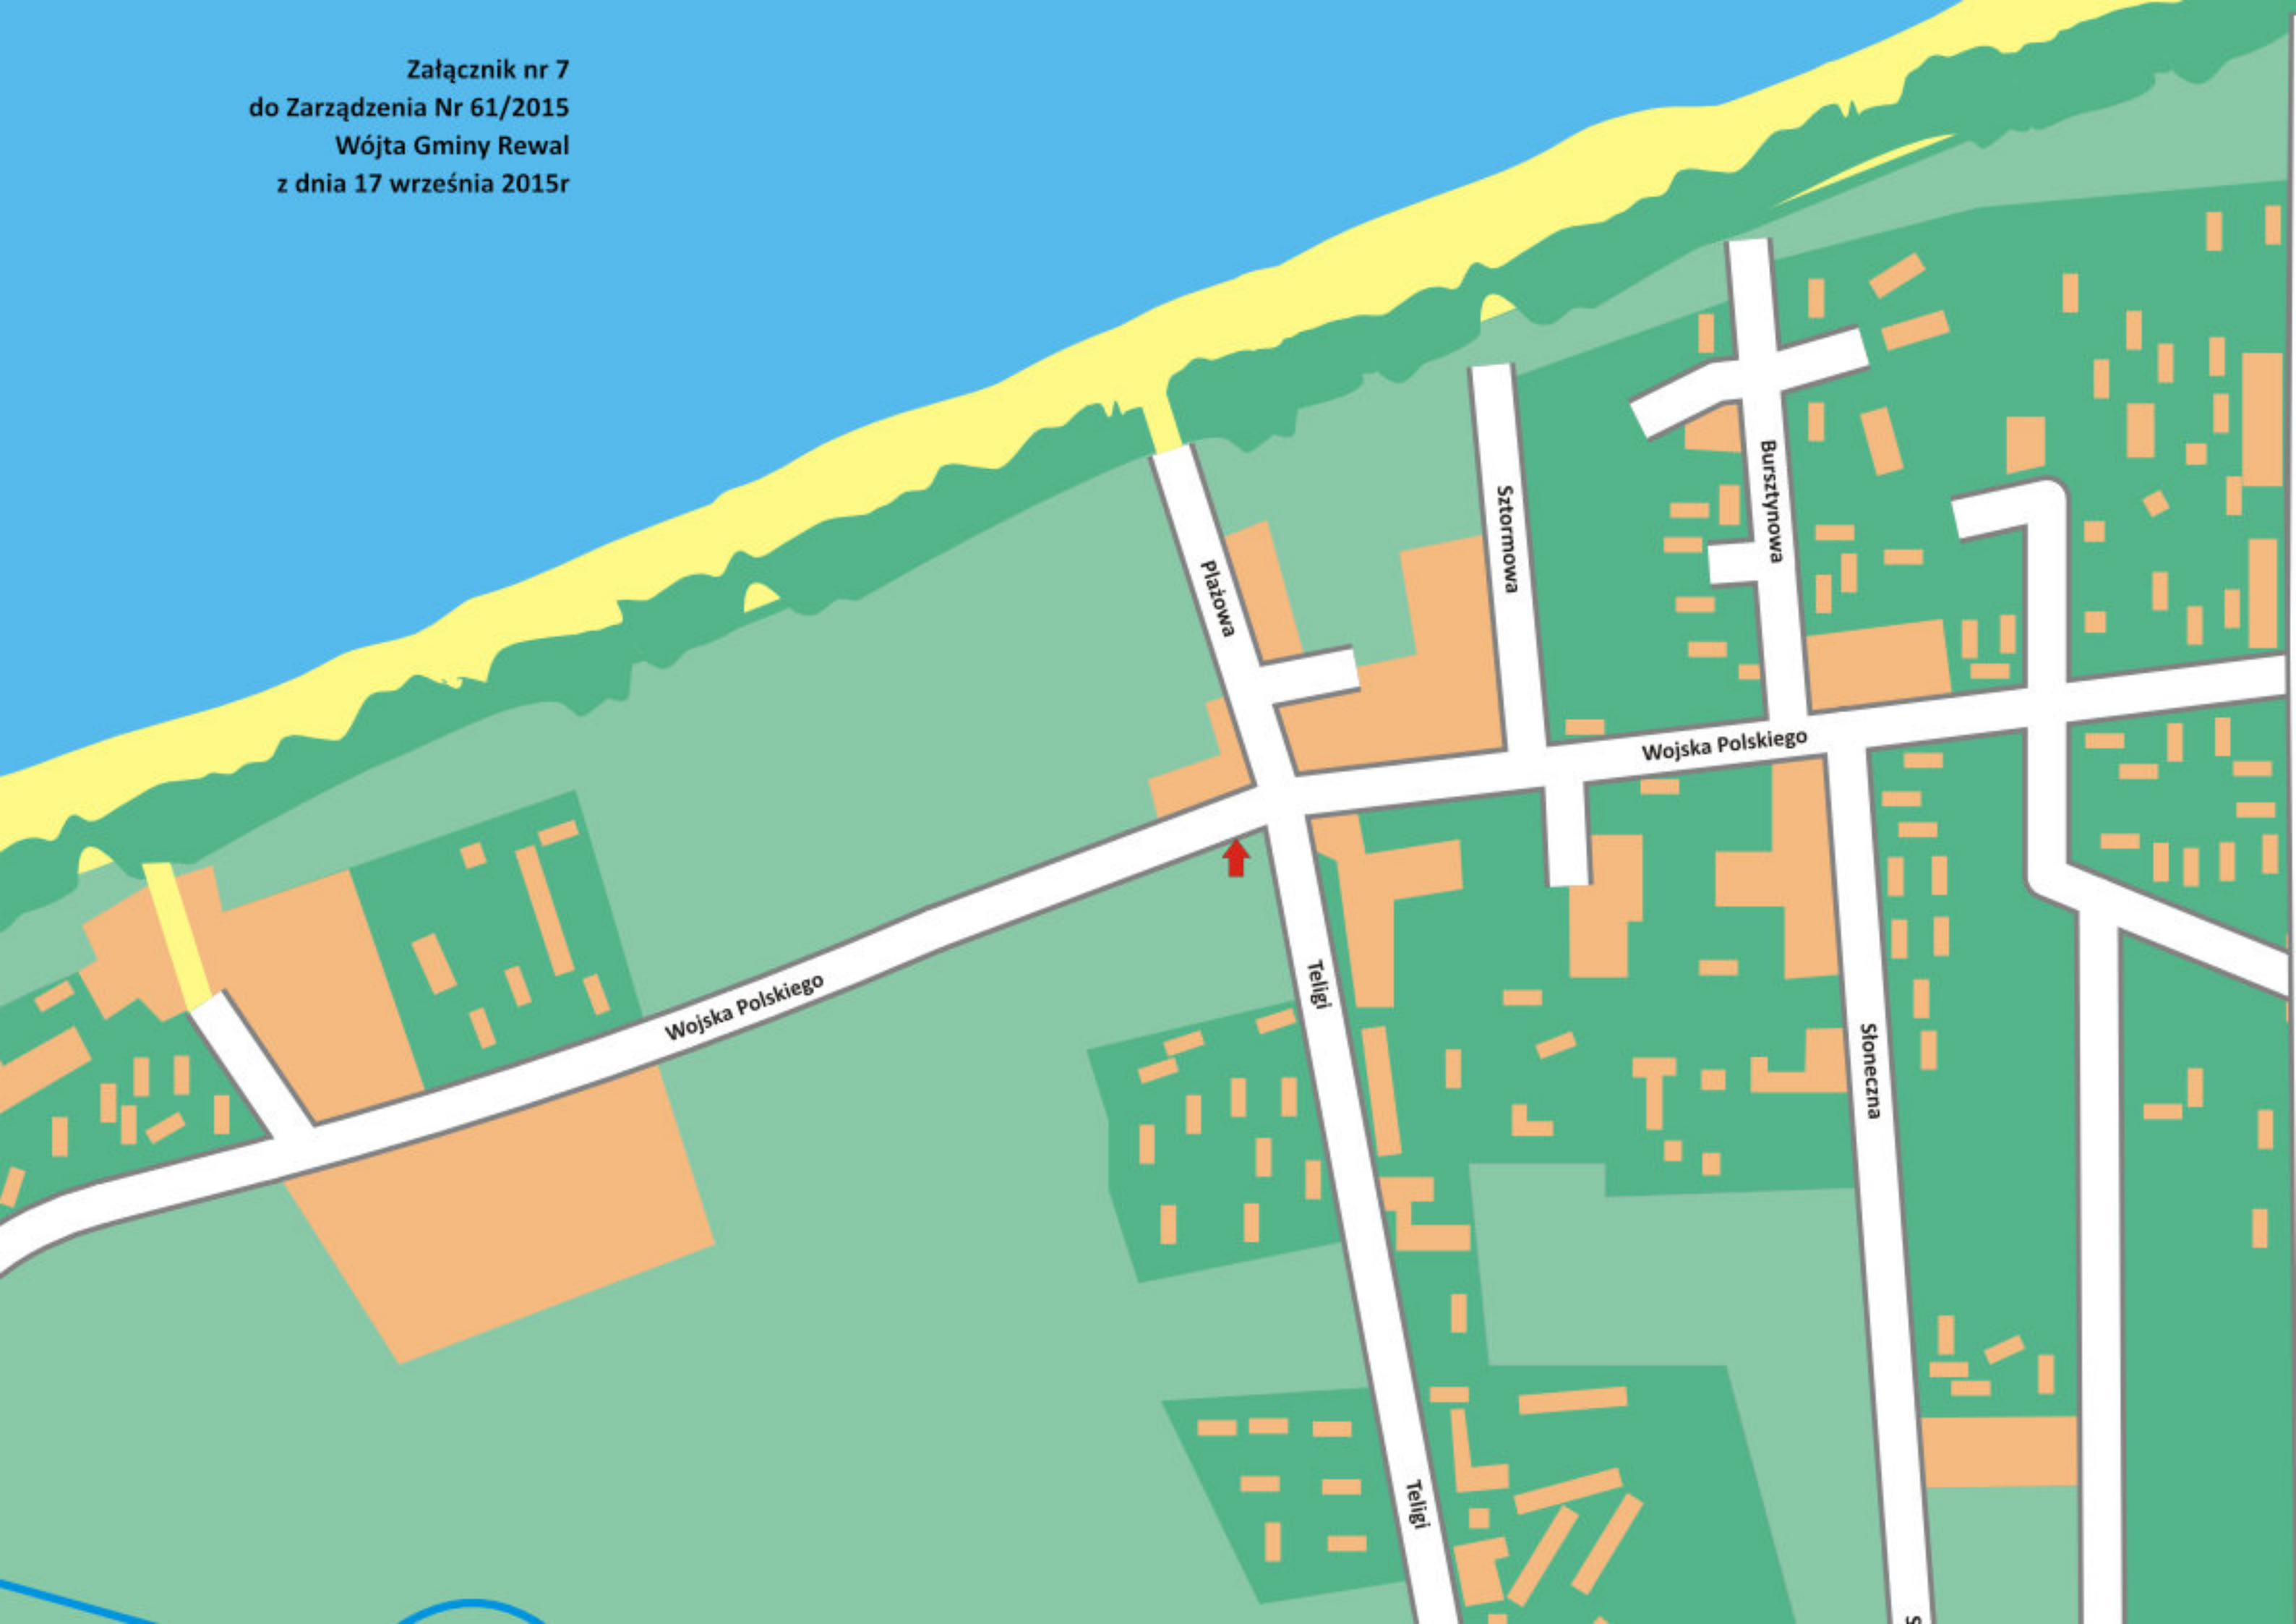 Załącznik nr 7
do Zarządzenia Nr 61/2015
Wójta Gminy Rewal
z dnia 17 września 2015r
Bursztynowa
Sztormowa
Plażowa
Wojska Polskiego
Teligi
Wojska Polskiego
Słoneczna
Teligi
S